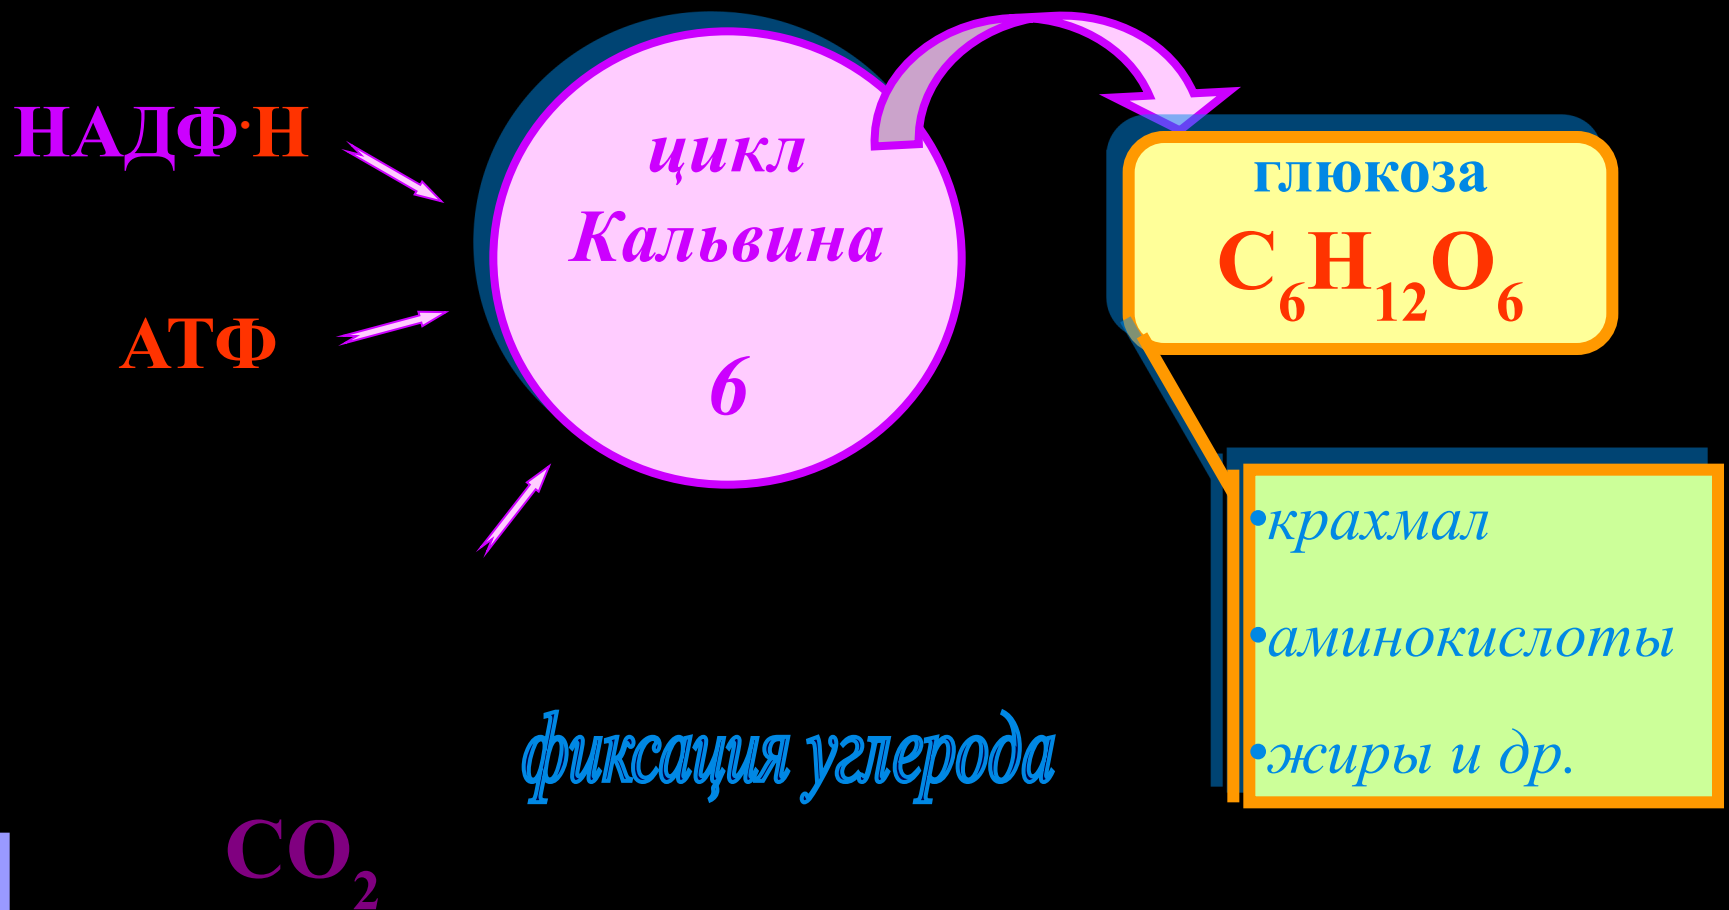 НАДФ·Н
АТФ
цикл
Кальвина
6
глюкоза
C₆H₁₂O₆
•крахмал
•аминокислоты
•жиры и др.
фиксация углерода
CO₂